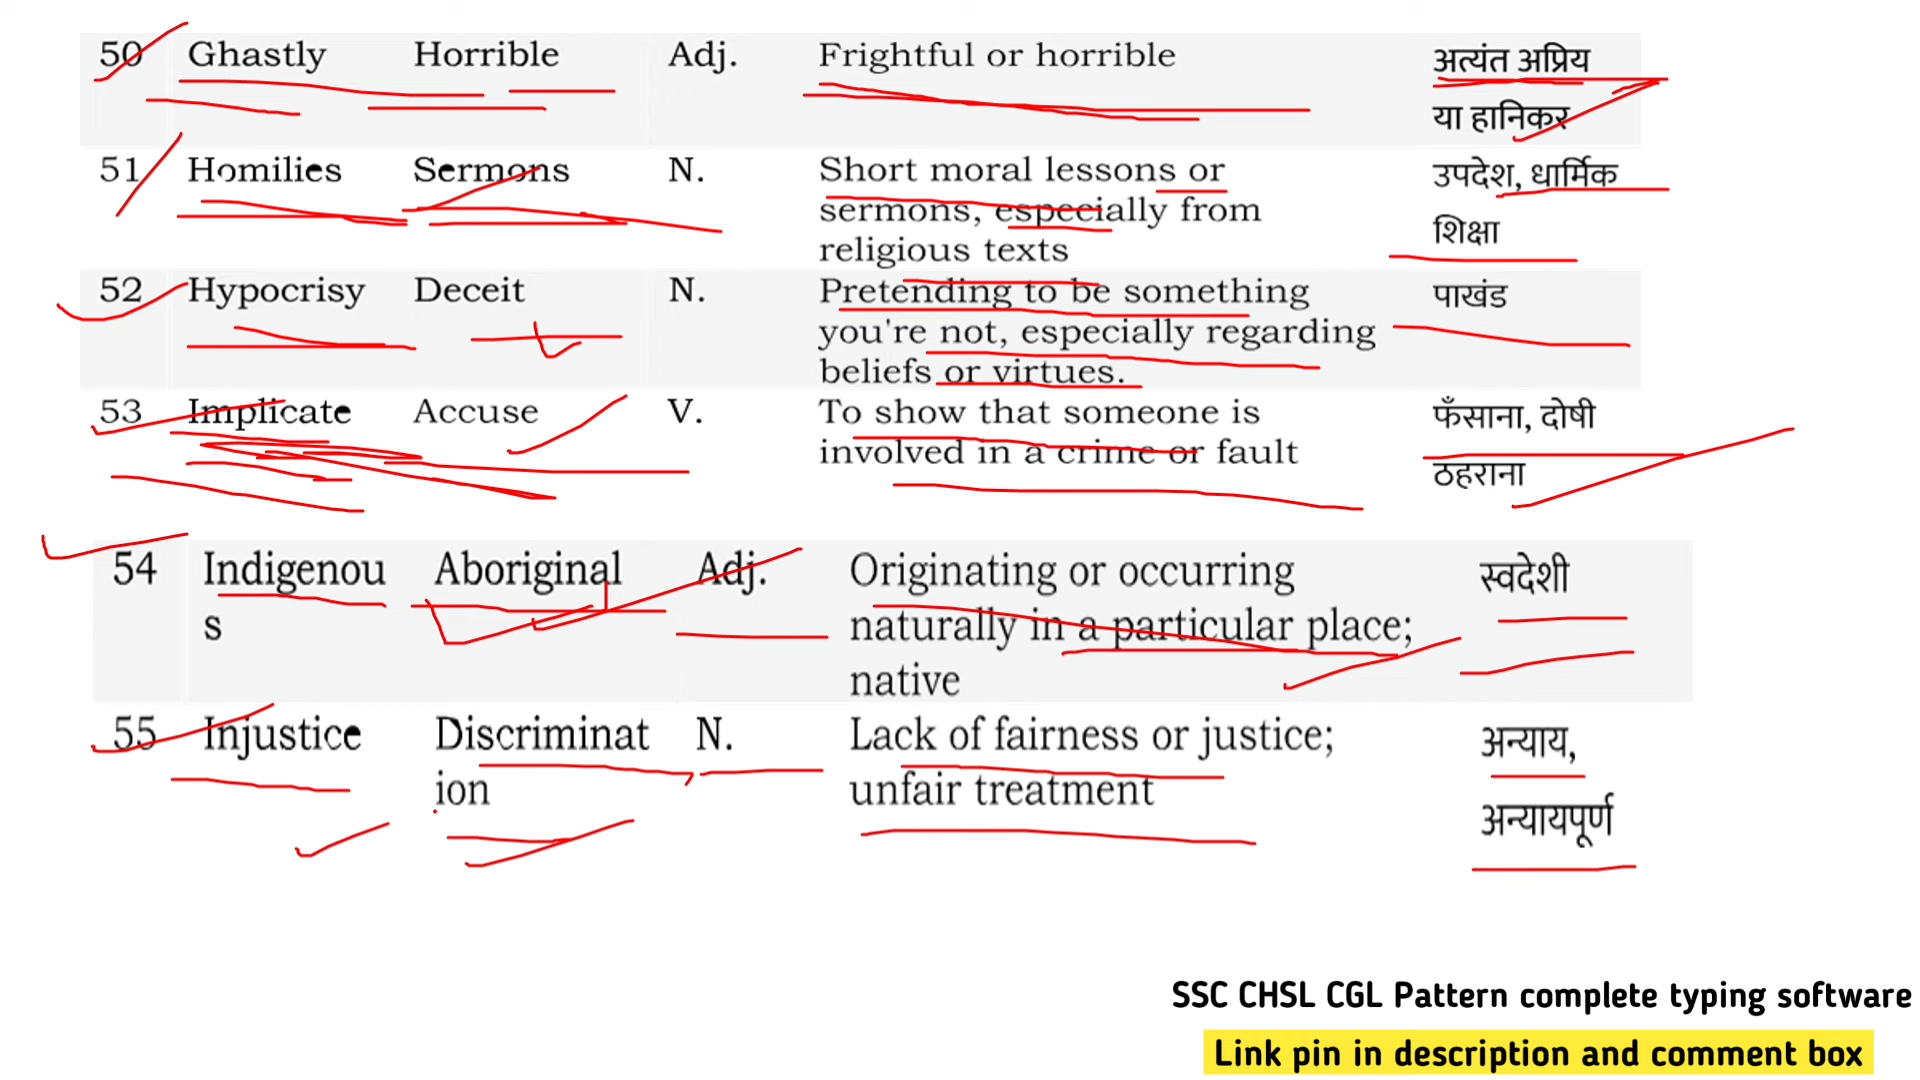 50 Ghastly Horrible Adj. Frightful or horrible अत्यंत अप्रिय
या हानिकर
51 Homilies Sermons N. Short moral lessons or उपदेश, धार्मिक
sermons, especially from
शिक्षा
religious texts
52 Hypocrisy Deceit N. Pretending to be something पाखंड
you're not, especially regarding
beliefs or virtues.
53 Implicate Accuse V. To show that someone is फँसाना, दोषी
involved in a crime or fault
ठहराना
54 Indigenou Aboriginal Adj. Originating or occurring स्वदेशी
s naturally in a particular place;
native
55 Injustice Discriminat N. Lack of fairness or justice; अन्याय,
ion unfair treatment
अन्यायपूर्ण
SSC CHSL CGL Pattern complete typing software
Link pin in description and comment box